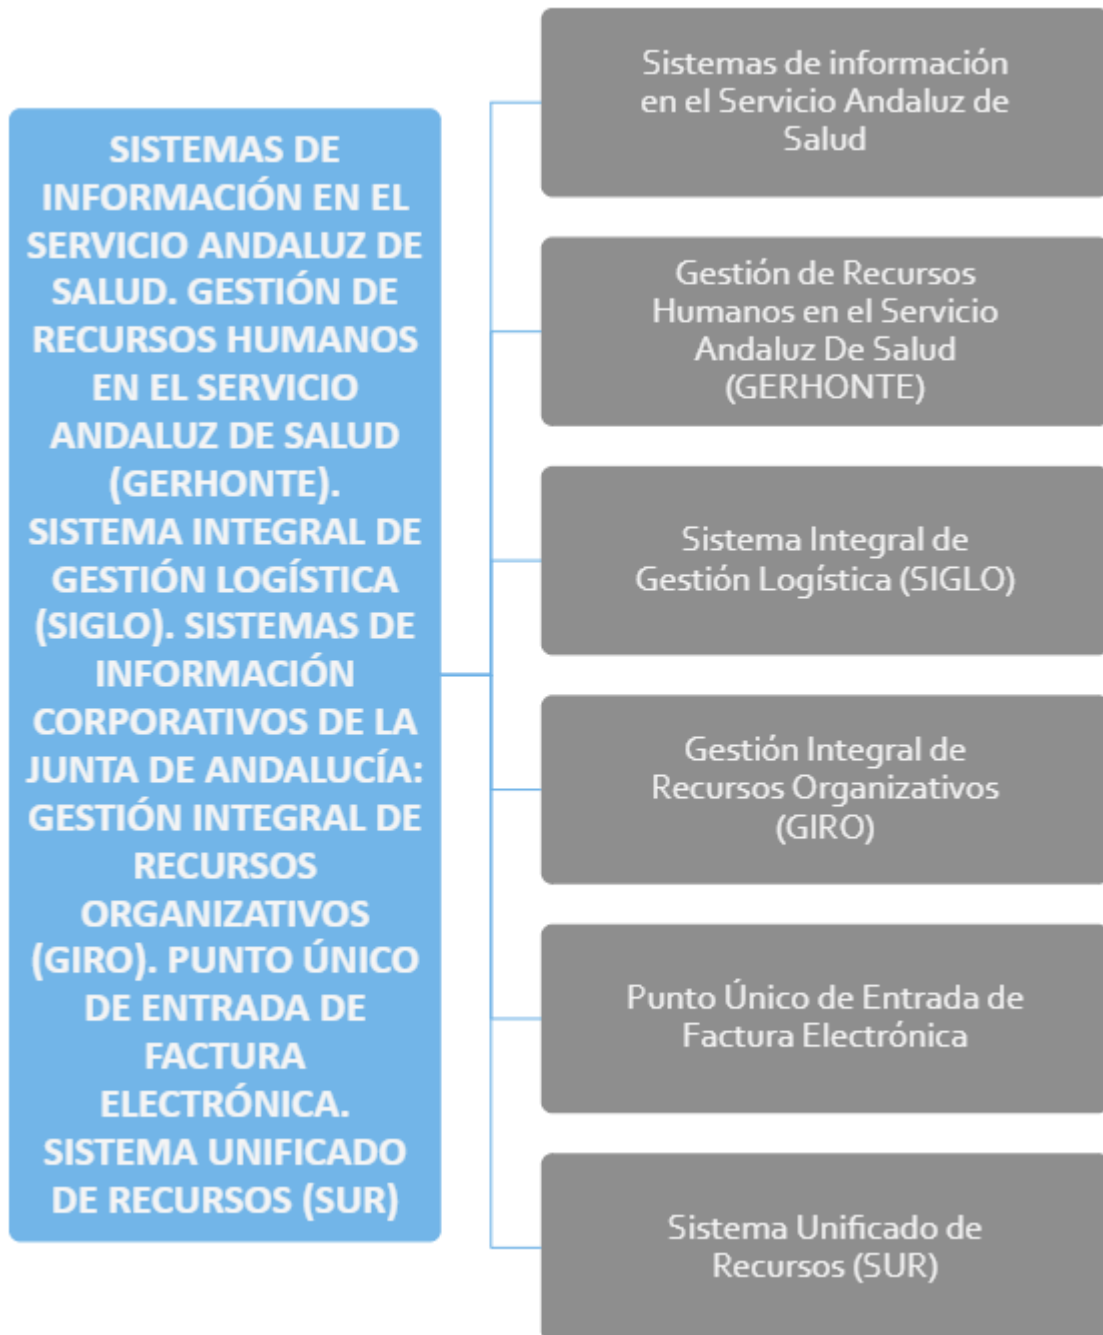 SISTEMAS DE
INFORMACIÓN EN EL
SERVICIO ANDALUZ DE
SALUD. GESTIÓN DE
RECURSOS HUMANOS
EN EL SERVICIO
ANDALUZ DE SALUD
(GERHONTE).
SISTEMA INTEGRAL DE
GESTIÓN LOGÍSTICA
(SIGLO). SISTEMAS DE
INFORMACIÓN
CORPORATIVOS DE LA
JUNTA DE ANDALUCÍA:
GESTIÓN INTEGRAL DE
RECURSOS
ORGANIZATIVOS
(GIRO). PUNTO ÚNICO
DE ENTRADA DE
FACTURA
ELECTRÓNICA.
SISTEMA UNIFICADO
DE RECURSOS (SUR)
Sistemas de información
en el Servicio Andaluz de
Salud
Gestión de Recursos
Humanos en el Servicio
Andaluz De Salud
(GERHONTE)
Sistema Integral de
Gestión Logística (SIGLO)
Gestión Integral de
Recursos Organizativos
(GIRO)
Punto Único de Entrada de
Factura Electrónica
Sistema Unificado de
Recursos (SUR)